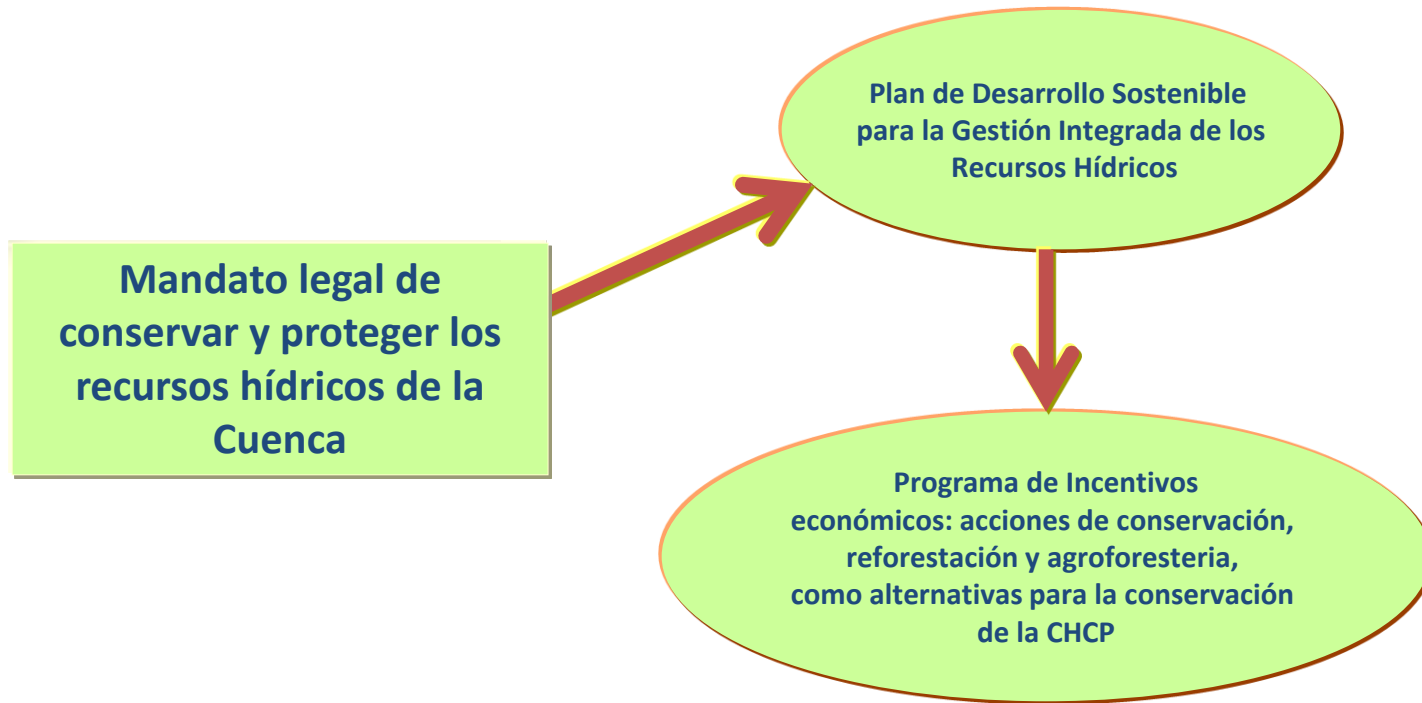 Plan de Desarrollo Sostenible
para la Gestión Integrada de los
Recursos Hídricos
Mandato legal de
conservar y proteger los
recursos hídricos de la
Cuenca
Programa de Incentivos
económicos: acciones de conservación,
reforestación y agroforesteria,
como alternativas para la conservación
de la CHCP